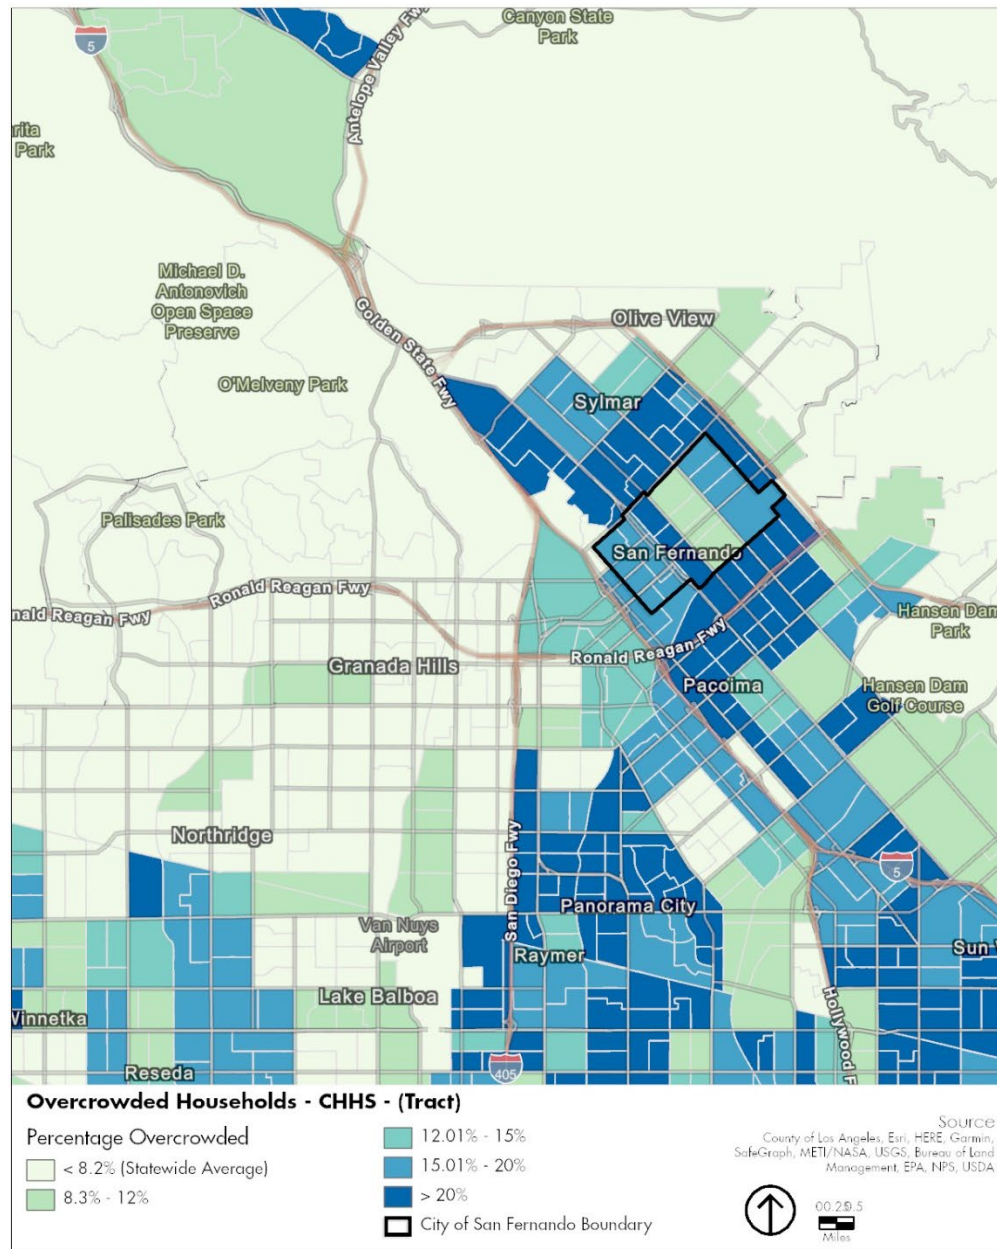 Canyon State
Park
5
Antelope Valley Fwy
rita
Park
Michael D.
Antonovich
Open Space
Preserve
Golden State Fwy
Olive View
O'Melveny Park
Sylmar
Palisades Park
San Fernando
Ronald Reagan Fwy
nald Reagan Fwy
Hansen Dam
Park
Ronald Reagan Fwy
Granada Hills
Pacoima
Hansen Dam
Golf Course
San Diego Fwy
Northridge
5
Panorama City
Van Nuys
Airport
Raymer
Sun V
Lake Balboa
Hollywood F
Winnetka
405
Reseda
Overcrowded Households - CHHS - (Tract)
Percentage Overcrowded
< 8.2% (Statewide Average)
8.3% - 12%
12.01% - 15%
15.01% - 20%
> 20%
City of San Fernando Boundary
Source
County of Los Angeles, Esri, HERE, Garmin,
SafeGraph, METI/NASA, USGS, Bureau of Land
Management, EPA, NPS, USDA
Miles